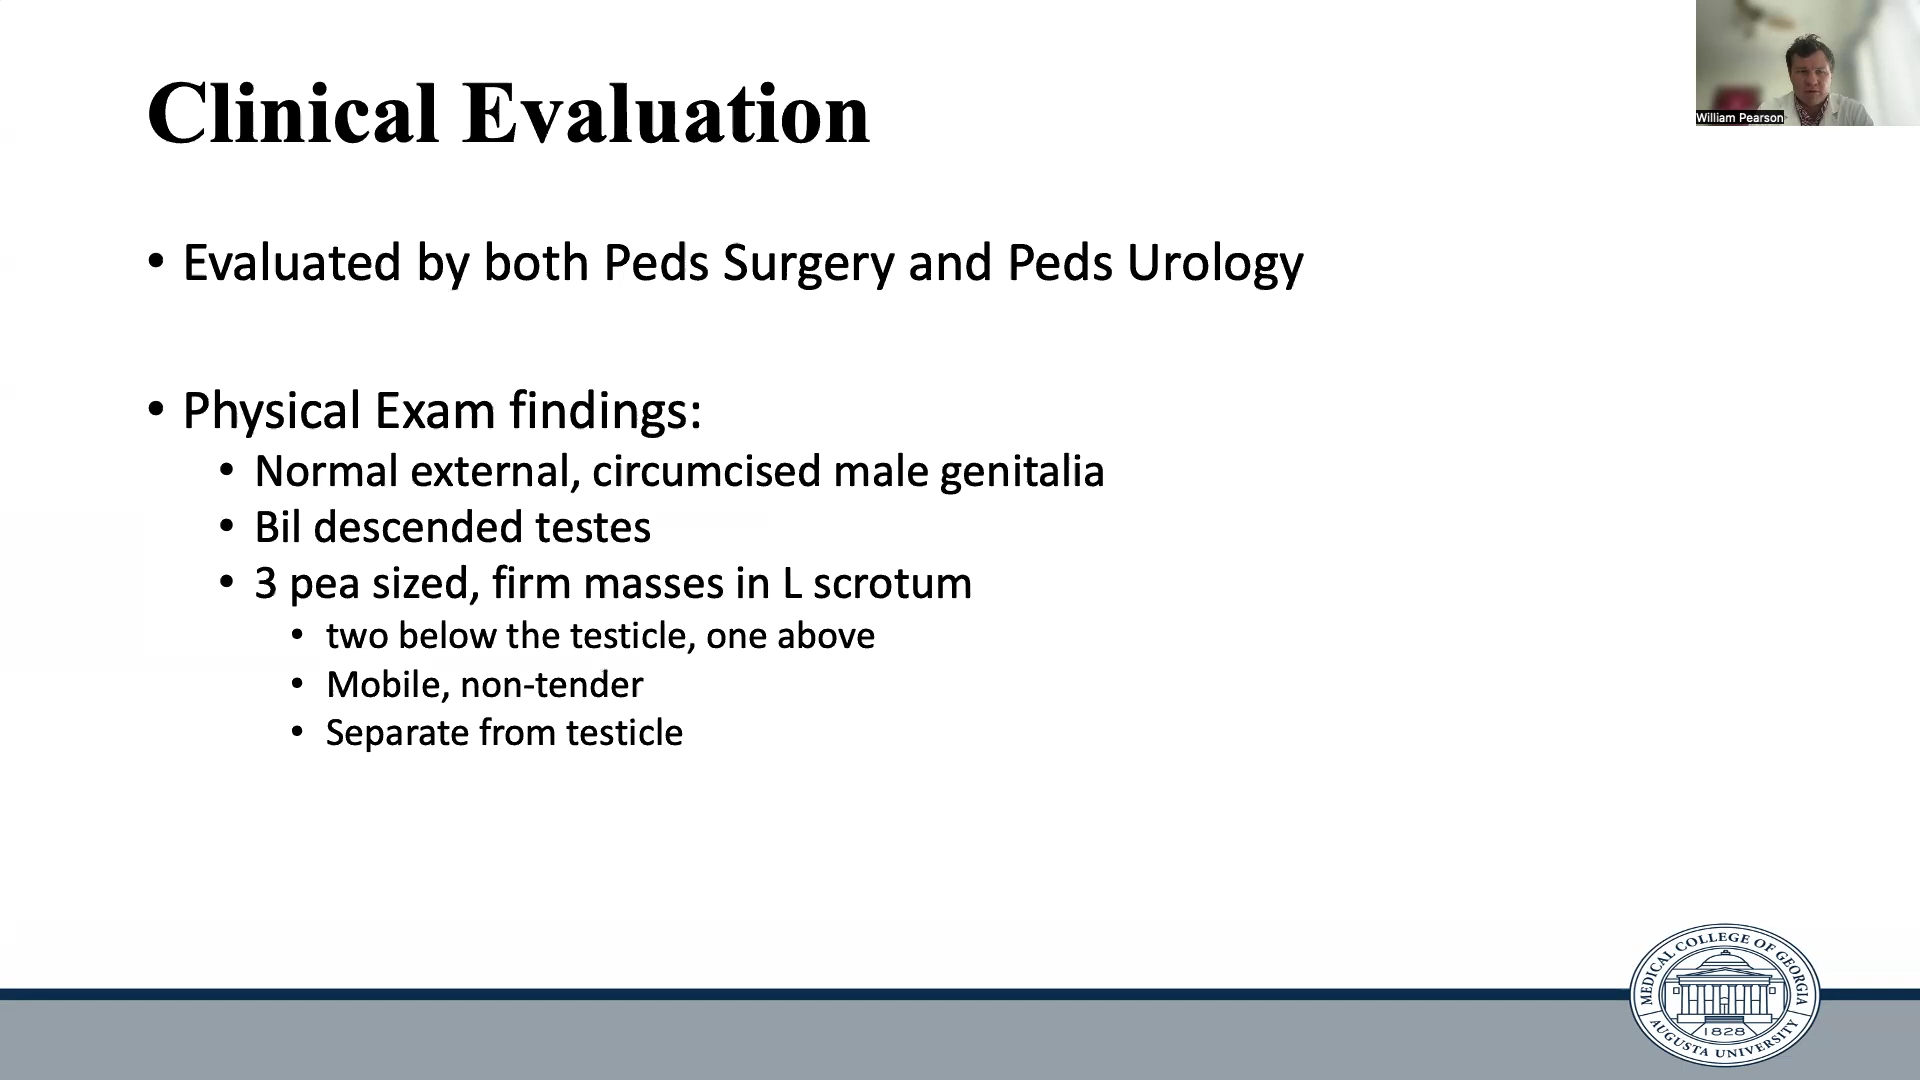 William Pearson
Clinical Evaluation
• Evaluated by both Peds Surgery and Peds Urology
• Physical Exam findings:
• Normal external, circumcised male genitalia
• Bil descended testes
• 3 pea sized, firm masses in L scrotum
• two below the testicle, one above
• Mobile, non-tender
• Separate from testicle
MEDICAL COLLEGE OF GEORGIA
1828
AUGUSTA UNIVERSITY